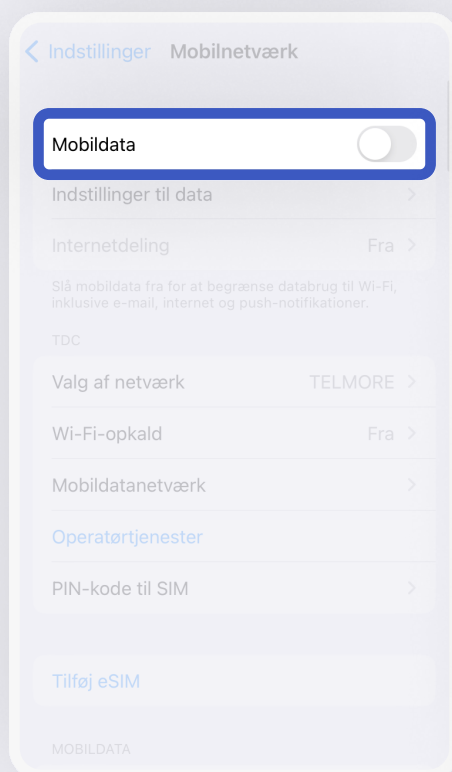 Indstillinger Mobilnetværk
Mobildata
Indstillinger til data
Internetdeling Fra
Slå mobildata fra for at begrænse databrug til Wi-Fi,
inklusive e-mail, internet og push-notifikationer.
TDC
Valg af netværk TELMORE
Wi-Fi-opkald Fra
Mobildatanetværk
Operatørtjenester
PIN-kode til SIM
Tilføj eSIM
MOBILDATA